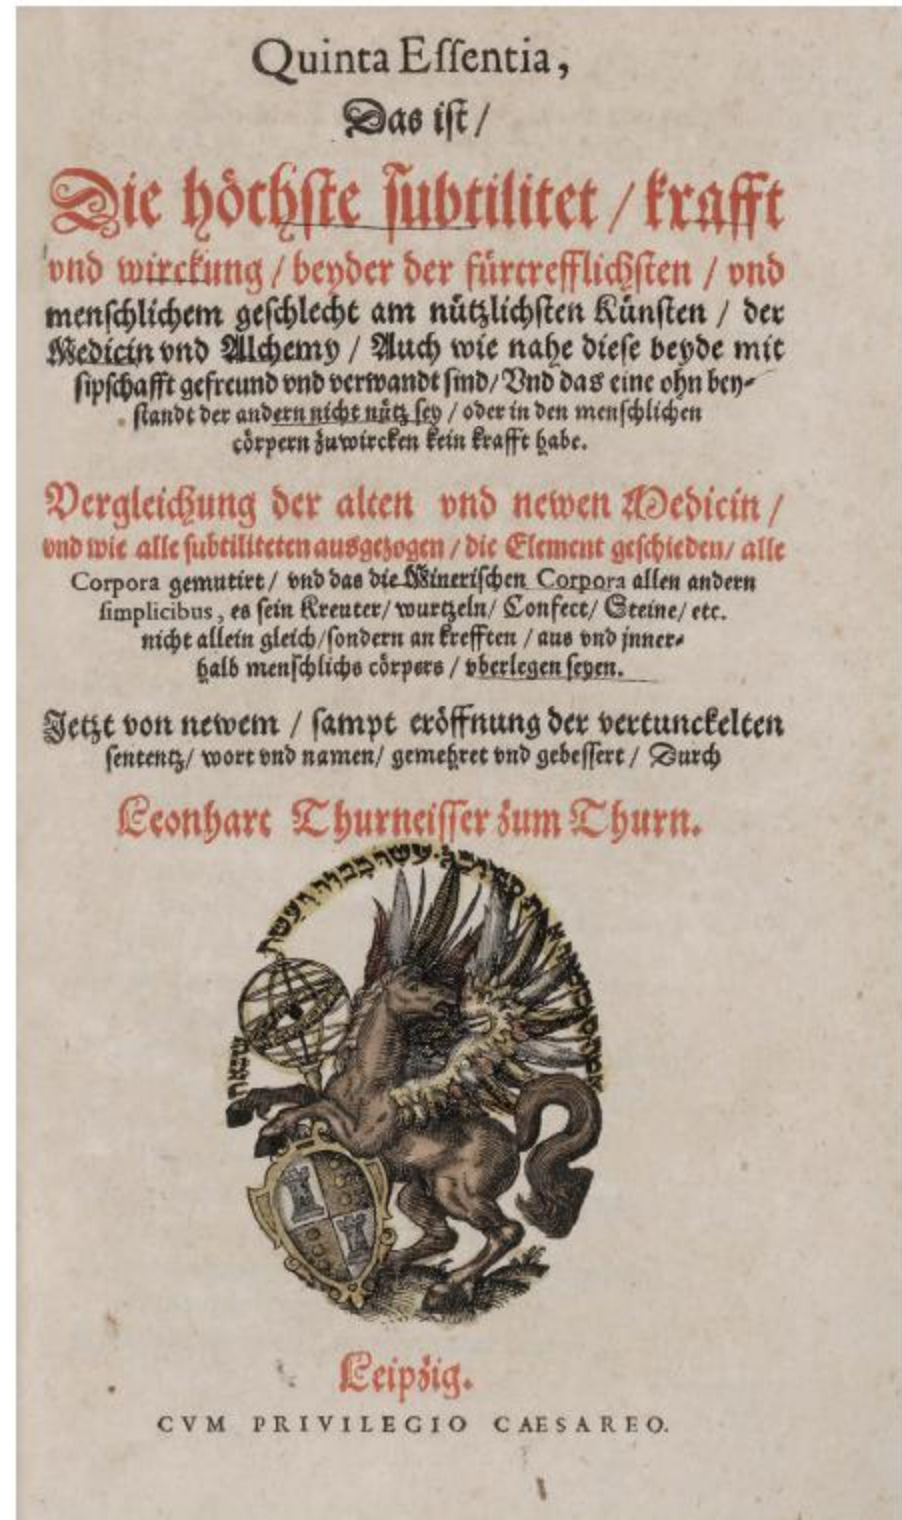 Quinta Eſſentia,
Das iſt /
Die höchſte ſubtilitet / krafft
vnd wirckung / beyder der fürtrefflichſten / vnd
menſchlichem geſchlecht am nützlichſten Künſten / der
Medicin vnd Alchemy / Auch wie nahe dieſe beyde mit
ſipſchafft gefreund vnd verwandt ſind / Vnd das eine ohn bey-
ſtandt der andern nicht nütz ſey / oder in den menſchlichen
cörpern zuwircken kein krafft habe.
Vergleichung der alten vnd newen Medicin /
vnd wie alle ſubtiliteten ausgezogen / die Element geſchieden / alle
Corpora gemutirt / vnd das die Minerischen Corpora allen andern
ſimplicibus, es ſein Kreuter / wurtzeln / Confect / Steine / etc.
nicht allein gleich / ſondern an krefften / aus vnd jnner-
halb menſchlichs cörpers / vberlegen ſeyen.
Jetzt von newem / ſampt eröffnung der vertunckelten
ſententz / wort vnd namen / gemehret vnd gebeſſert / Durch
Leonhart Thurneiſſer zum Thurn.
Leipzig.
CVM PRIVILEGIO CAESAREO.